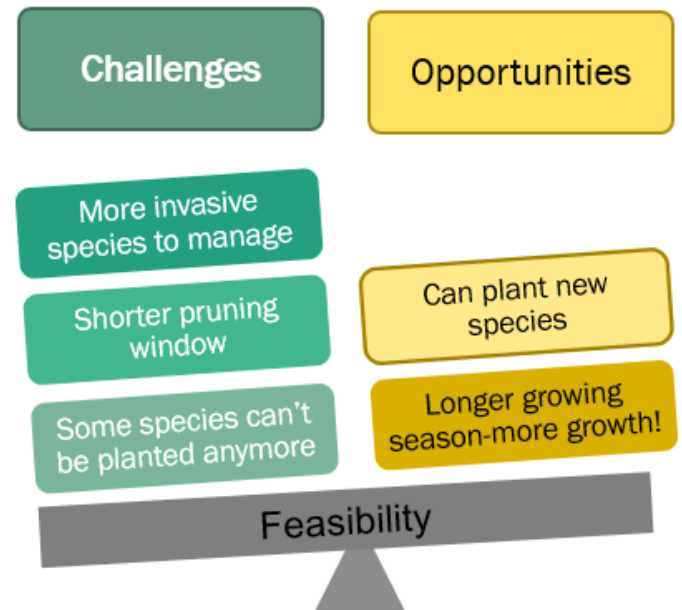 Challenges
Opportunities
More invasive
species to manage
Shorter pruning
window
Some species can't
be planted anymore
Can plant new
species
Longer growing
season-more growth!
Feasibility